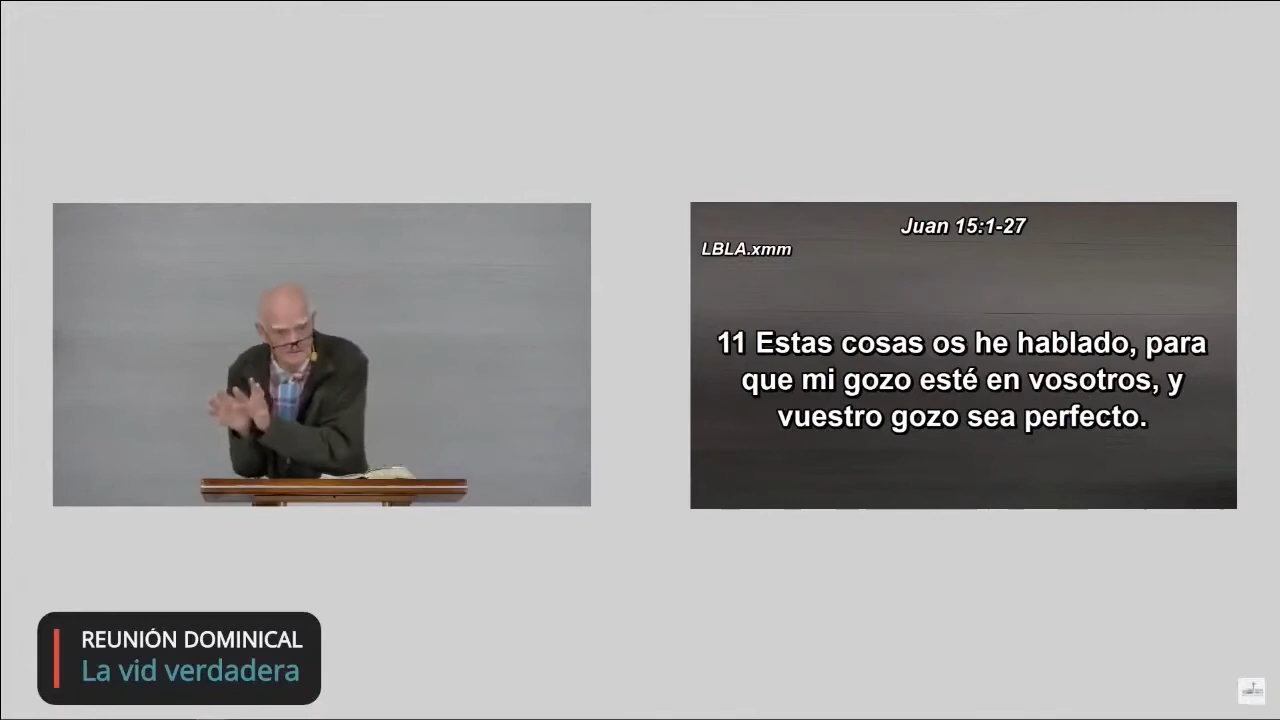 Juan 15:1-27
LBLA.xmm
11 Estas cosas os he hablado, para
que mi gozo esté en vosotros, y
vuestro gozo sea perfecto.
REUNIÓN DOMINICAL
La vid verdadera